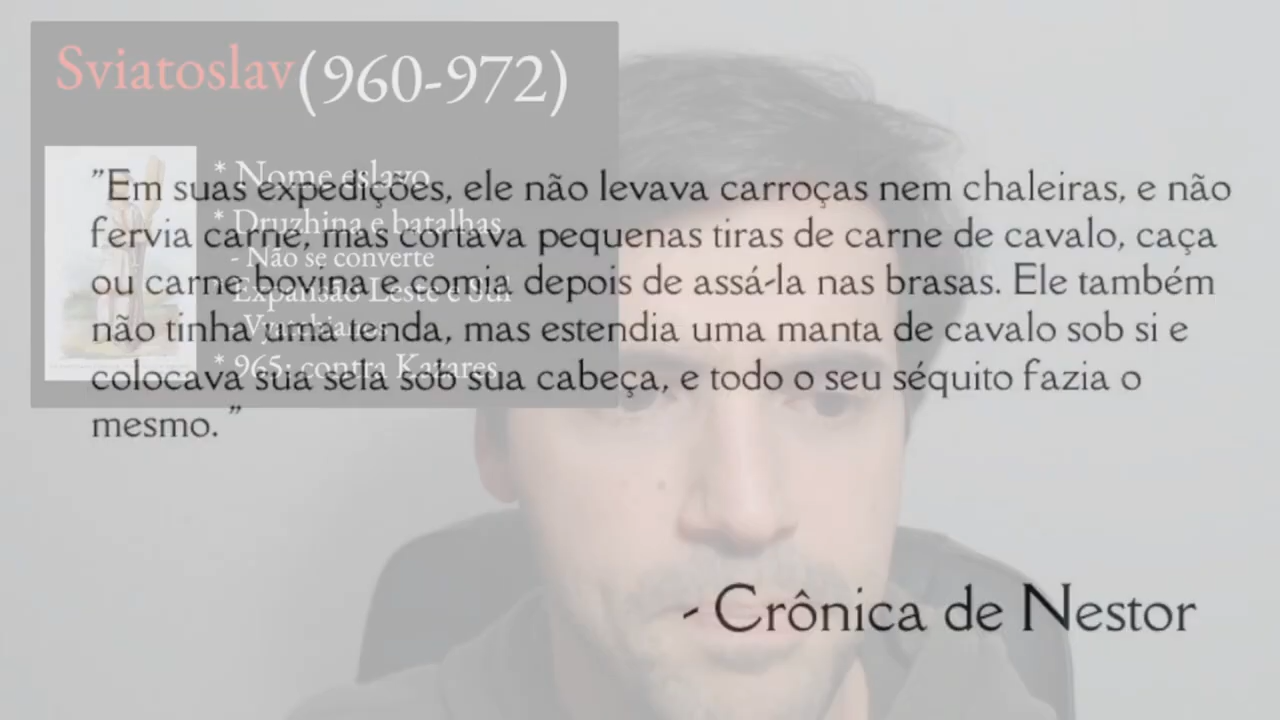 Sviatoslav (960-972)
* Nome eslavo
* Druzhina e batalhas
- Não se converte
* Expansão Leste e Sul
- Vyatchianos
* 965: contra Kazares
"Em suas expedições, ele não levava carroças nem chaleiras, e não
fervia carne, mas cortava pequenas tiras de carne de cavalo, caça
ou carne bovina e comia depois de assá-la nas brasas. Ele também
não tinha uma tenda, mas estendia uma manta de cavalo sob si e
colocava sua sela sob sua cabeça, e todo o seu séquito fazia o
mesmo."
- Crônica de Nestor